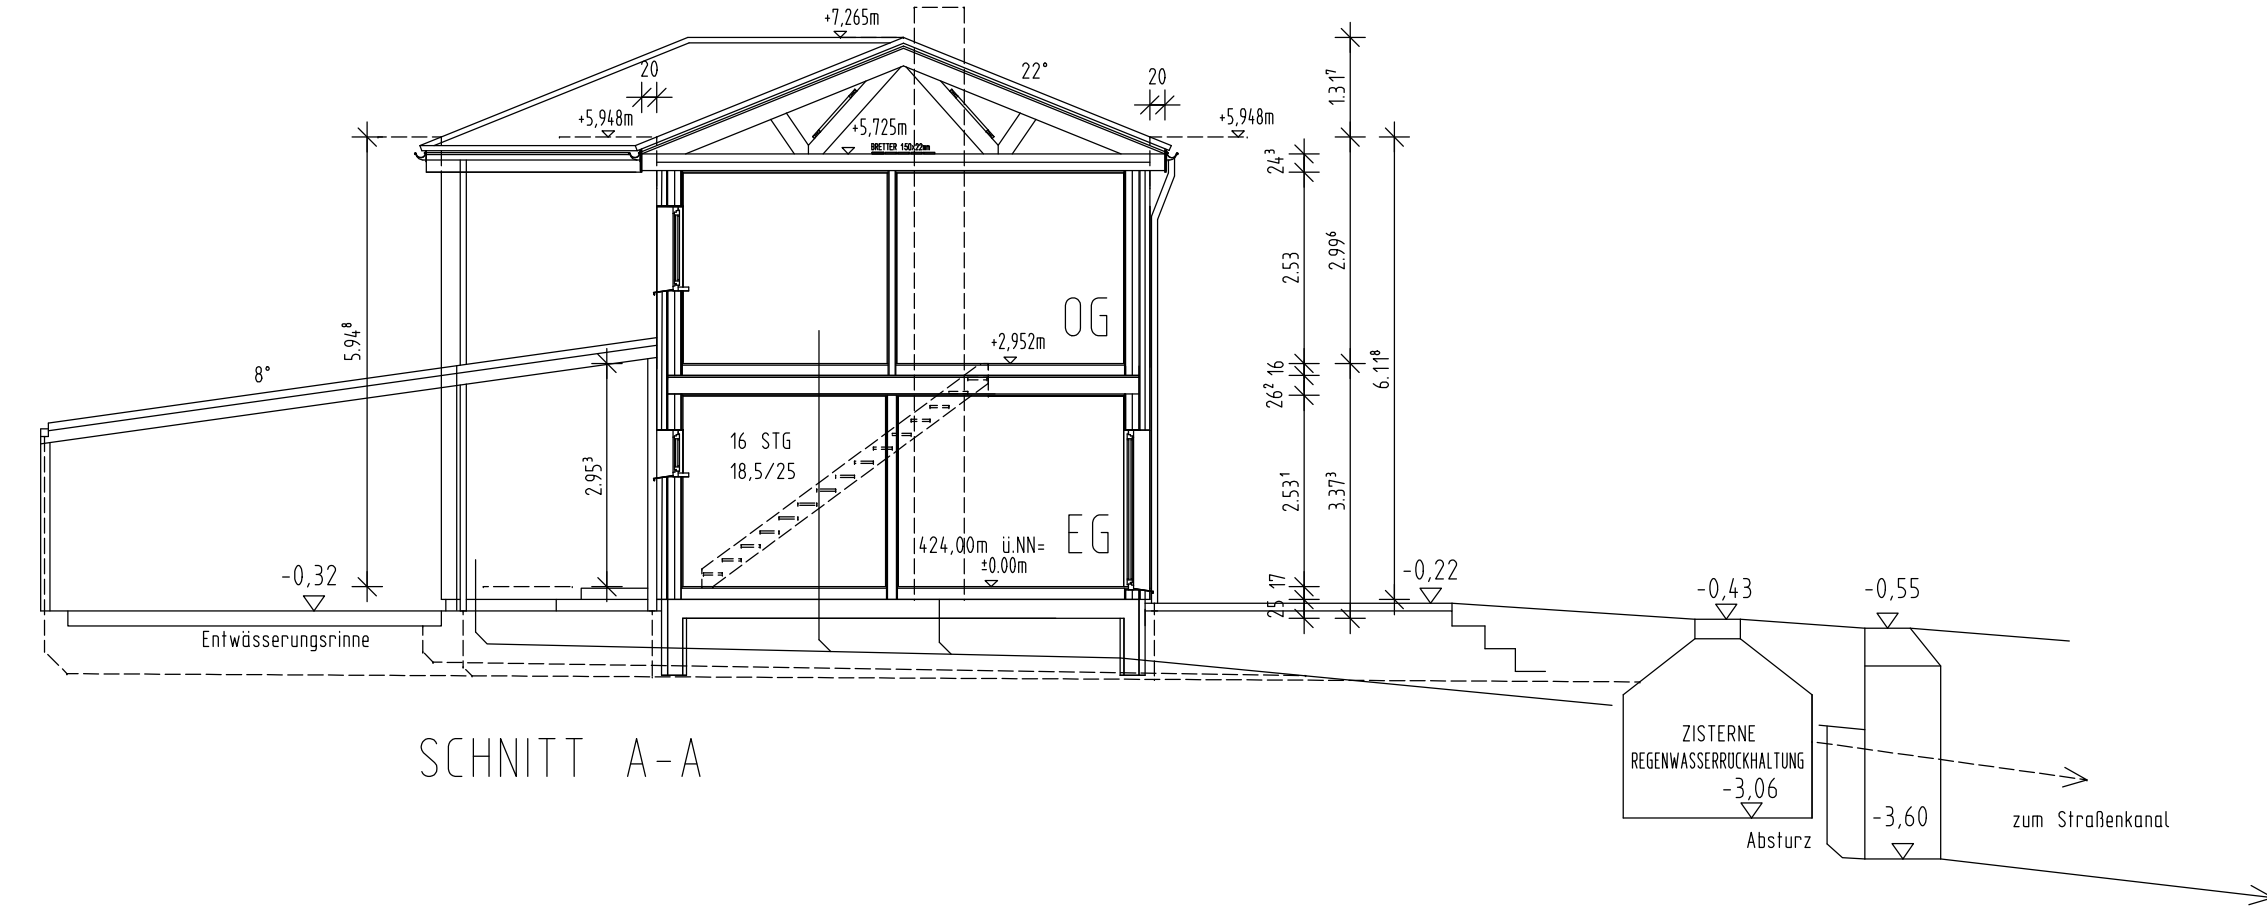 +7,265m
20
22°
20
1.31⁷
+5,948m
+5,725m
BRETTER 150x22mm
+5,948m
24³
5.94⁸
2.53
2.99⁶
OG
+2,952m
16
6.11⁸
8°
26²
16 STG
18,5/25
2.95³
2.53¹
3.37³
EG
424,00m ü.NN=
±0.00m
17
25
-0,32
-0,22
-0,43
-0,55
Entwässerungsrinne
SCHNITT A-A
ZISTERNE
REGENWASSERRÜCKHALTUNG
-3,06
-3,60
zum Straßenkanal
Absturz